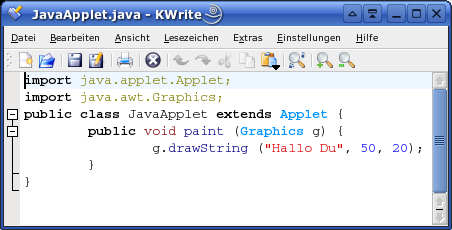 JavaApplet.java - KWrite
Datei Bearbeiten Ansicht Lesezeichen Extras Einstellungen Hilfe
import java.applet.Applet;
import java.awt.Graphics;
public class JavaApplet extends Applet {
public void paint (Graphics g) {
g.drawString ("Hallo Du", 50, 20);
}
}